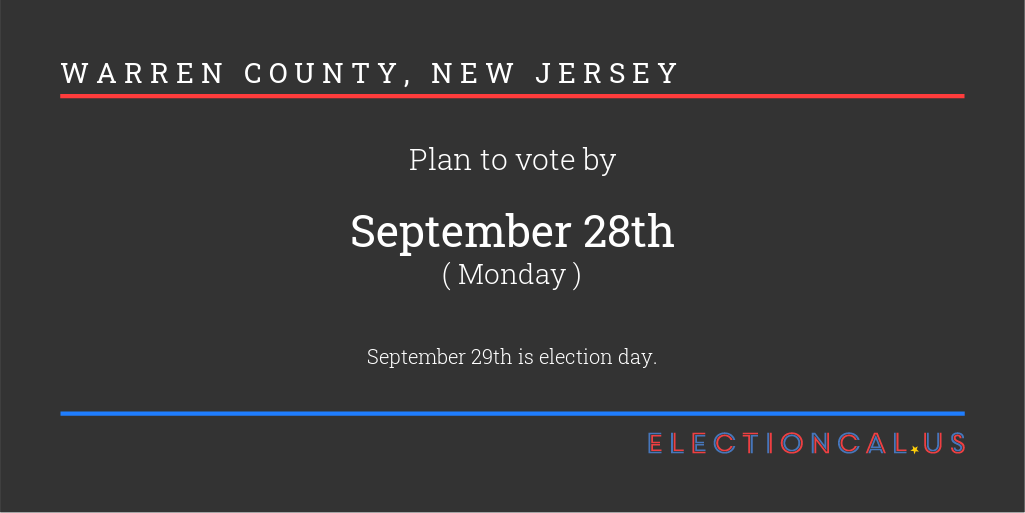 WARREN COUNTY, NEW JERSEY
Plan to vote by
September 28th
( Monday )
September 29th is election day.
ELECTIONCAL.US